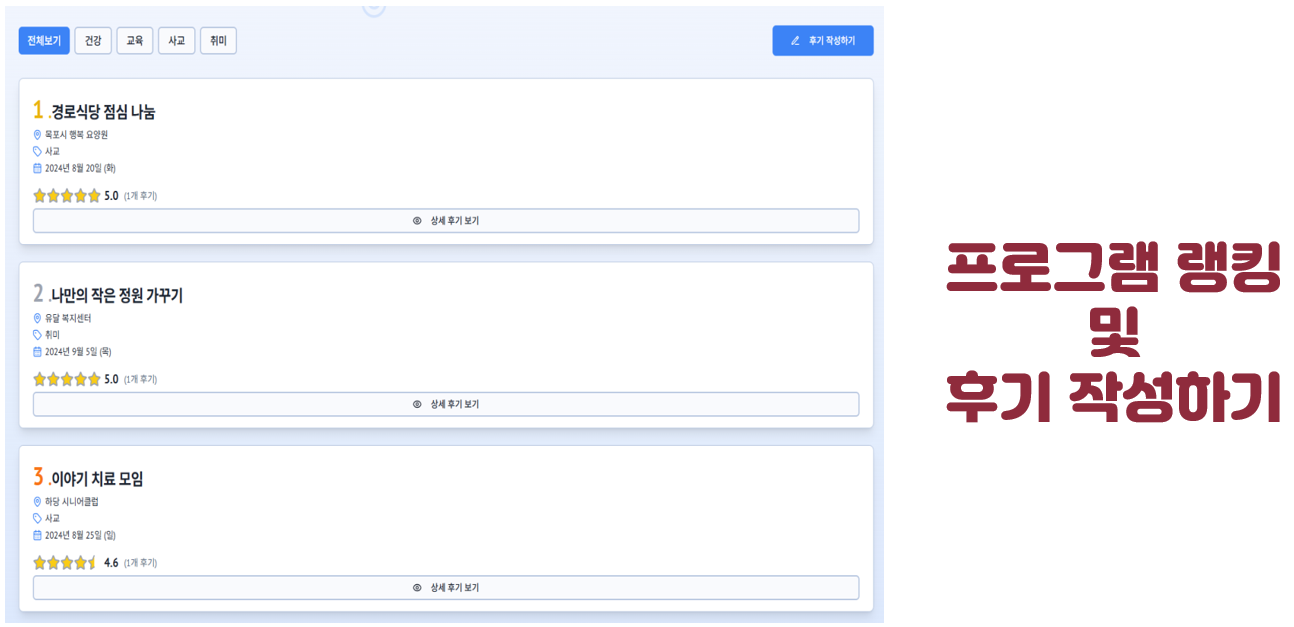 전체보기 건강 교육 사교 취미 후기 작성하기
1 .경로식당 점심 나눔
목포시 행복 요양원
사교
2024년 8월 20일 (화)
5.0 (1개 후기)
상세 후기 보기
2 .나만의 작은 정원 가꾸기
유달 복지센터
취미
2024년 9월 5일 (목)
5.0 (1개 후기)
상세 후기 보기
3 .이야기 치료 모임
하당 시니어클럽
사교
2024년 8월 25일 (일)
4.6 (1개 후기)
상세 후기 보기
프로그램 랭킹
및
후기 작성하기